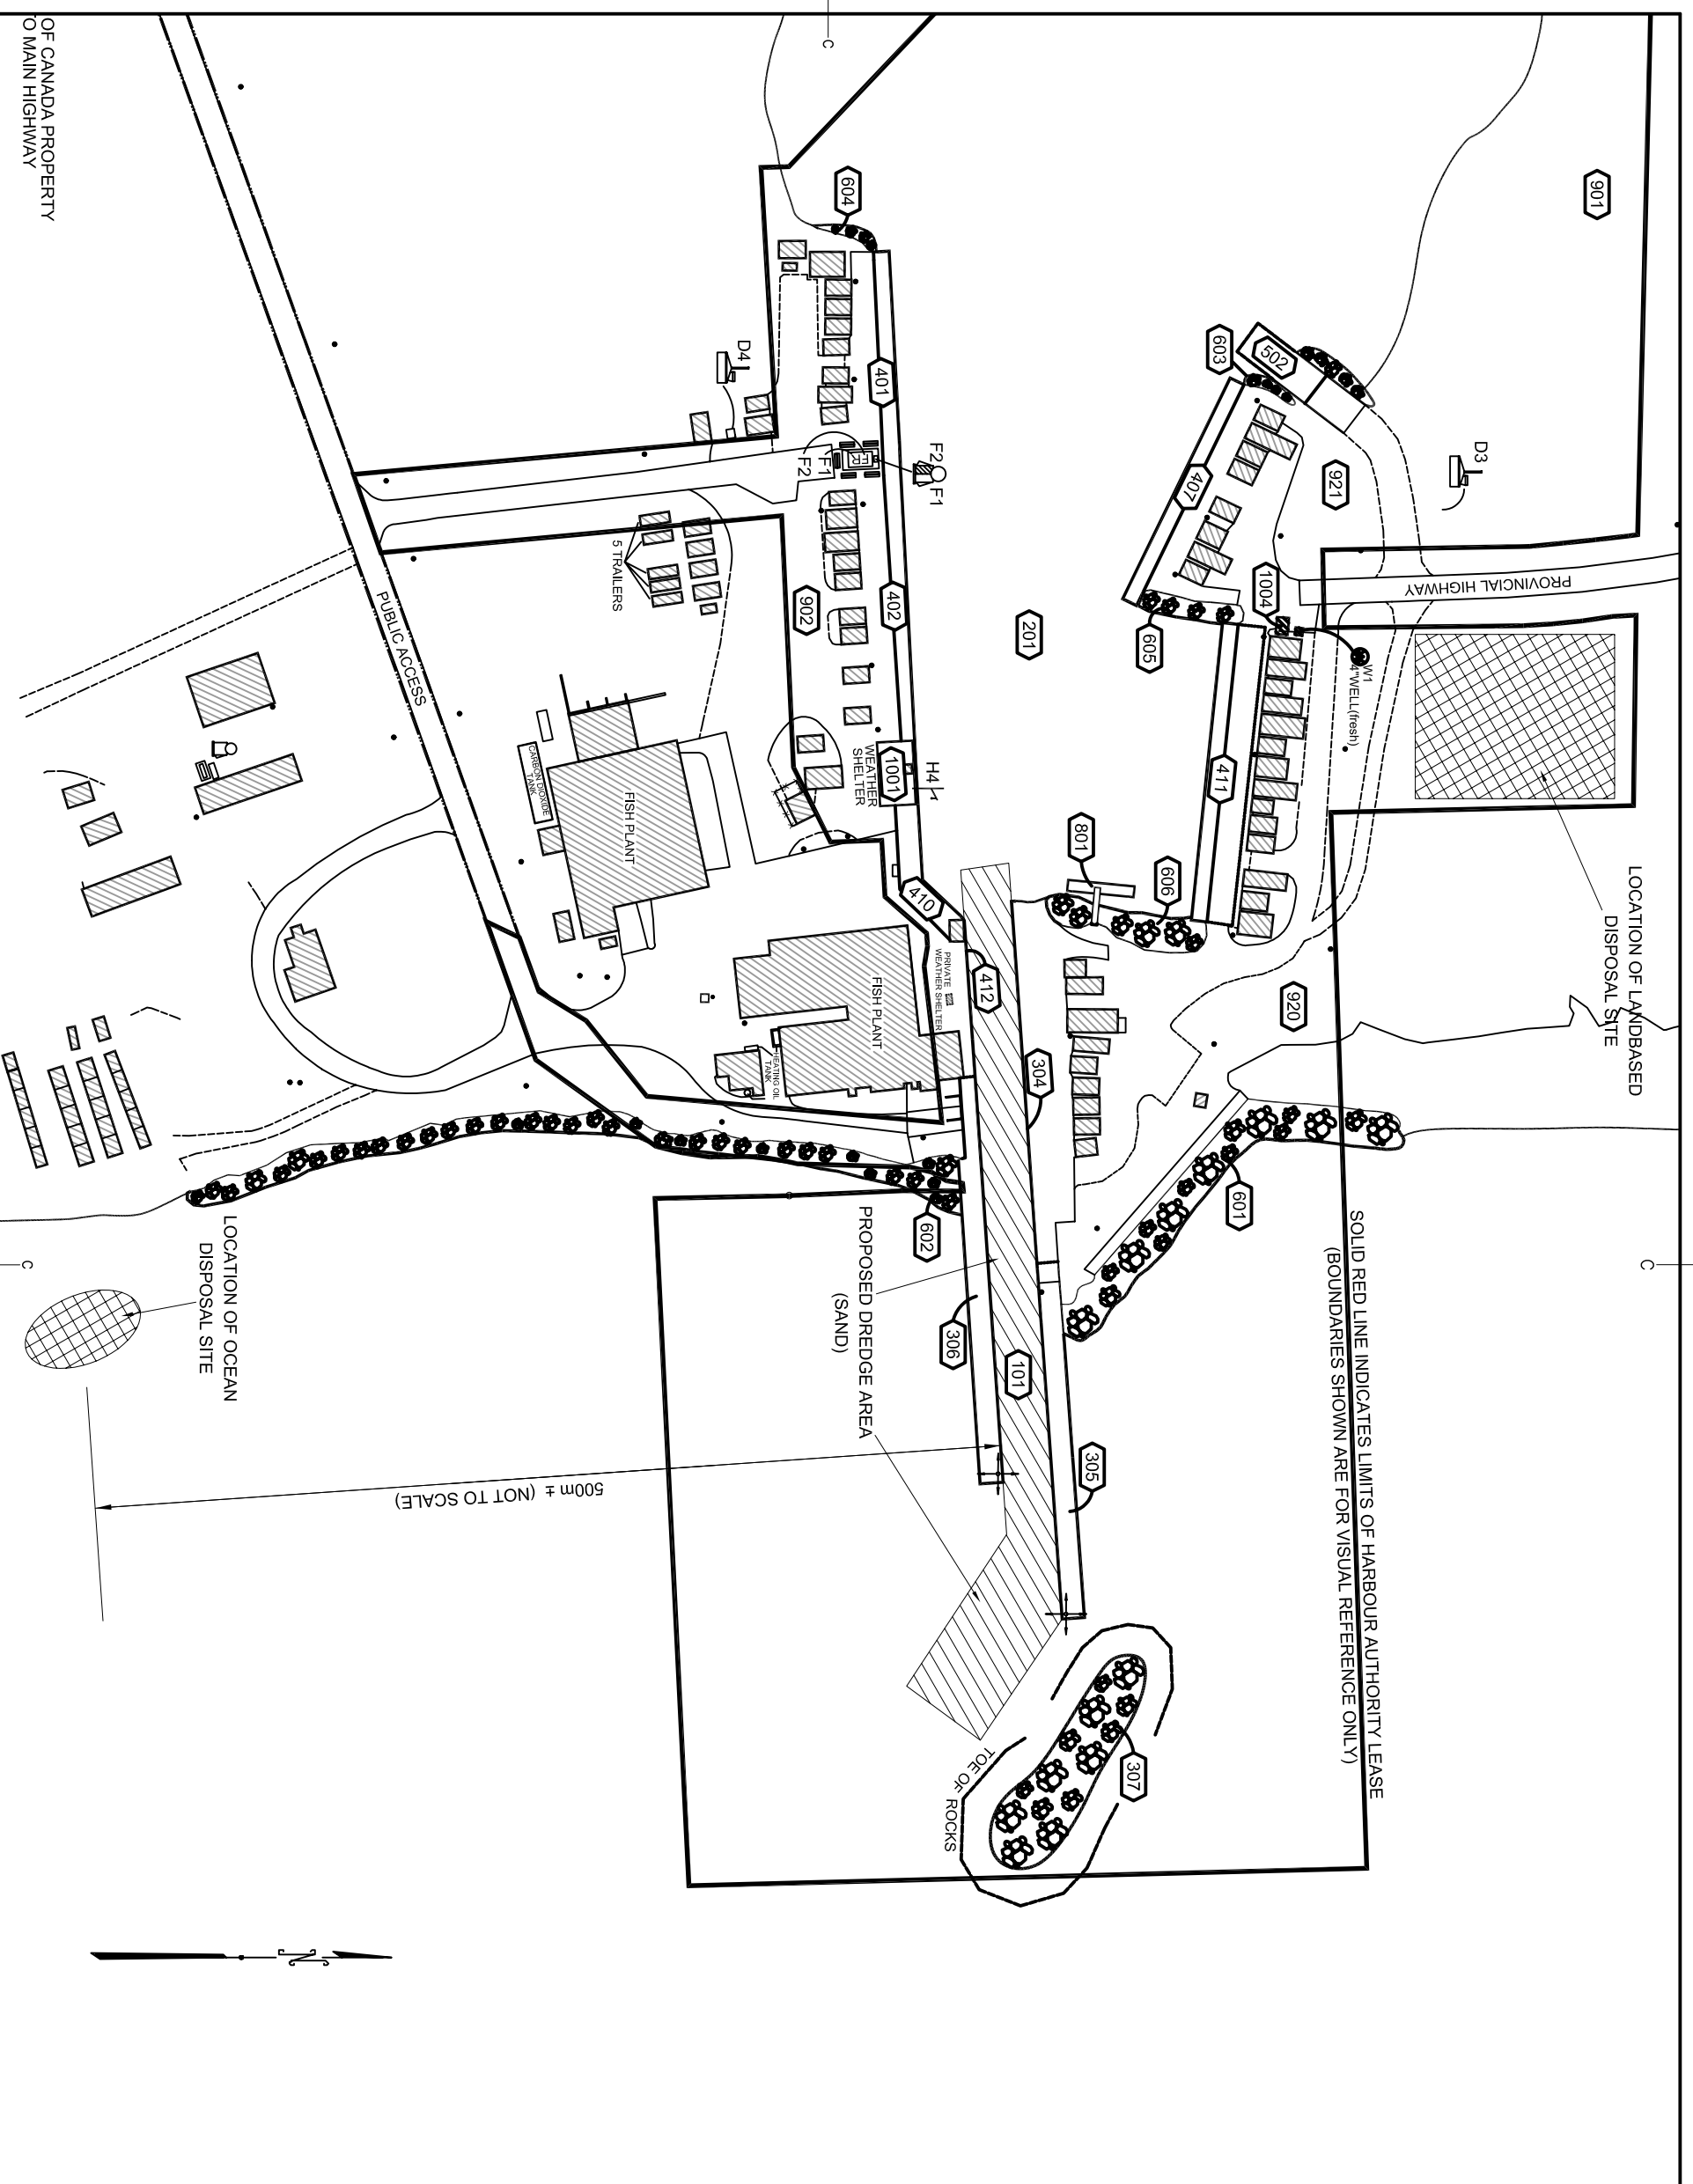 901
LOCATION OF LANDBASED
DISPOSAL SITE
PROVINCIAL HIGHWAY
D3
921
502
603
407
1004
W1
4"WELL(fresh)
605
411
920
SOLID RED LINE INDICATES LIMITS OF HARBOUR AUTHORITY LEASE
(BOUNDARIES SHOWN ARE FOR VISUAL REFERENCE ONLY)
601
606
801
201
604
401
F2
F1
F1
F2
402
902
H4
1001
WEATHER
SHELTER
410
412
PRIVATE
WEATHER SHELTER
304
305
101
306
602
307
TOE OF
ROCKS
PROPOSED DREDGE AREA
(SAND)
D4
5 TRAILERS
FISH PLANT
CARBON DIOXIDE
TANK
FISH PLANT
HEATING OIL
TANK
PUBLIC ACCESS
500m ± (NOT TO SCALE)
LOCATION OF OCEAN
DISPOSAL SITE
OF CANADA PROPERTY
O MAIN HIGHWAY
C
C
C
N